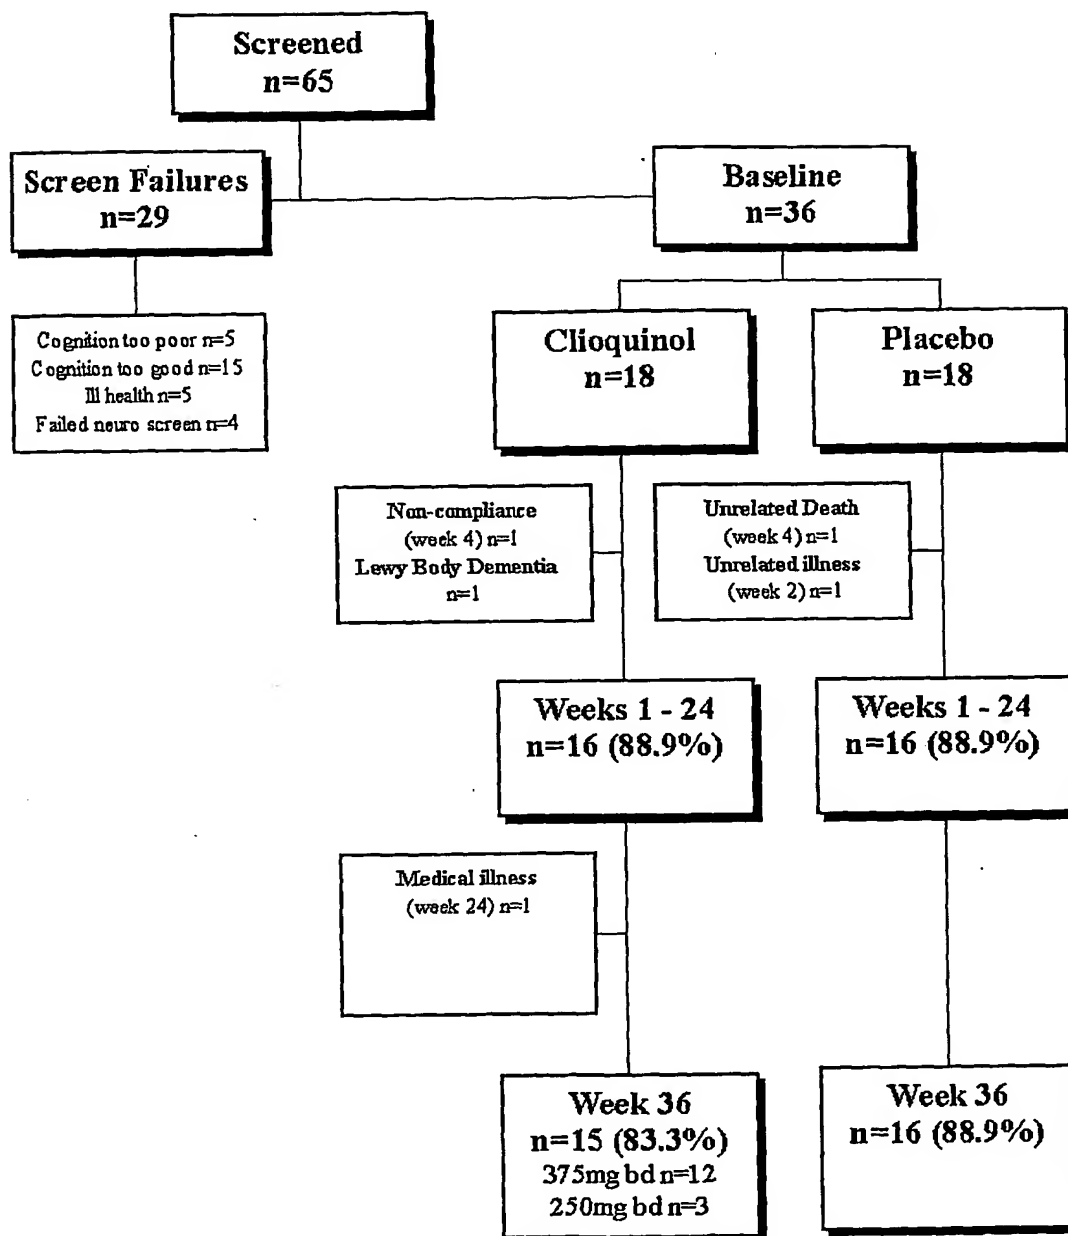 Screened
n=65
Screen Failures
n=29
Baseline
n=36
Cognition too poor n=5
Cognition too good n=15
Ill health n=5
Failed neuro screen n=4
Clioquinol
n=18
Placebo
n=18
Non-compliance
(week 4) n=1
Lewy Body Dementia
n=1
Unrelated Death
(week 4) n=1
Unrelated illness
(week 2) n=1
Weeks 1 - 24
n=16 (88.9%)
Weeks 1 - 24
n=16 (88.9%)
Medical illness
(week 24) n=1
Week 36
n=15 (83.3%)
375mg bd n=12
250mg bd n=3
Week 36
n=16 (88.9%)